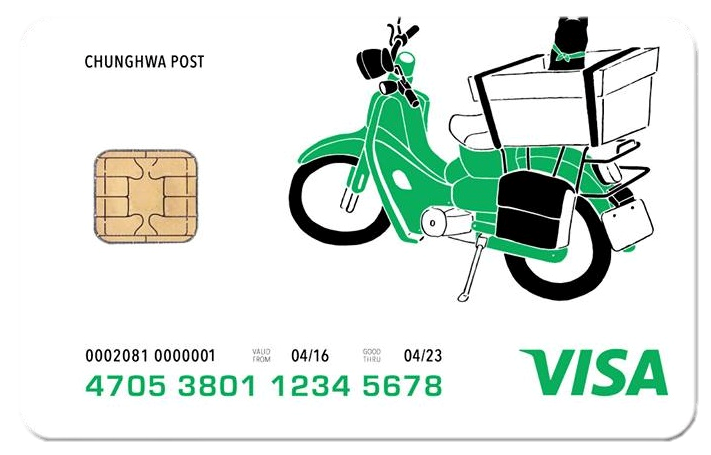 CHUNGHWA POST
0002081 0000001 VALID FROM 04/16 GOOD THRU 04/23
4705 3801 1234 5678
VISA